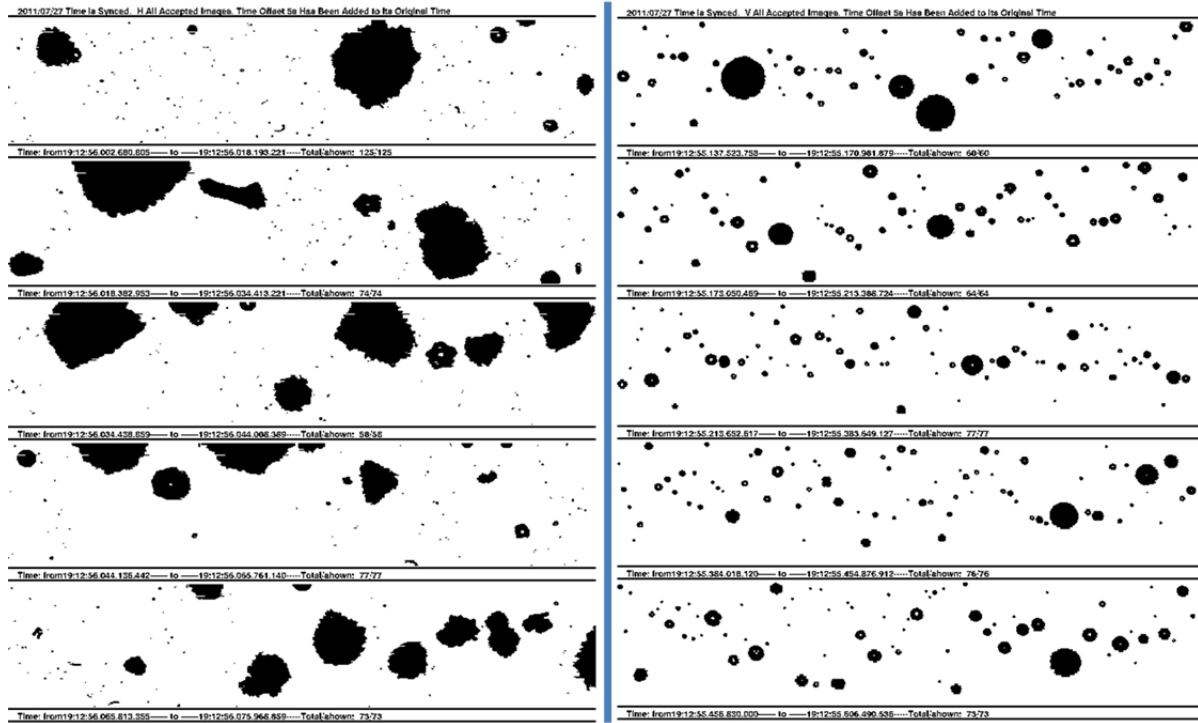 2011/07/27 Time Is Synced. H All Accepted Images. Time Offset 5s Has Been Added to Its Original Time
Time: from19:12:56.002.680.605—— to ——19:12:56.018.193.221-----Total/shown: 125/125
Time: from19:12:56.018.382.953—— to ——19:12:56.034.413.221-----Total/shown: 74/74
Time: from19:12:56.034.438.859—— to ——19:12:56.044.008.389-----Total/shown: 58/58
Time: from19:12:56.044.135.442—— to ——19:12:56.065.761.140-----Total/shown: 77/77
Time: from19:12:56.065.813.355—— to ——19:12:56.075.968.859-----Total/shown: 73/73
2011/07/27 Time Is Synced. V All Accepted Images. Time Offset 5s Has Been Added to Its Original Time
Time: from19:12:55.137.523.758—— to ——19:12:55.170.981.879-----Total/shown: 60/60
Time: from19:12:55.173.050.469—— to ——19:12:55.213.388.724-----Total/shown: 64/64
Time: from19:12:55.213.652.617—— to ——19:12:55.383.649.127-----Total/shown: 77/77
Time: from19:12:55.384.018.120—— to ——19:12:55.454.876.912-----Total/shown: 76/76
Time: from19:12:55.456.830.000—— to ——19:12:55.606.490.536-----Total/shown: 73/73